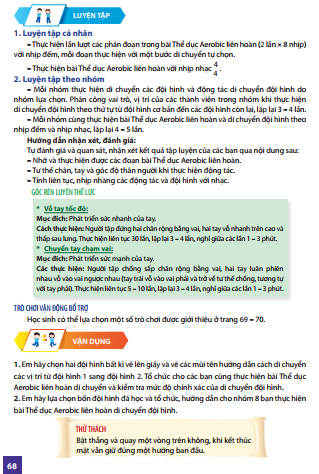 LUYỆN TẬP
1. Luyện tập cá nhân
– Thực hiện lần lượt các phân đoạn trong bài Thể dục Aerobic liên hoàn (2 lần × 8 nhịp)
với nhịp đếm, mỗi đoạn thực hiện với một bước di chuyển tự chọn.
– Thực hiện bài Thể dục Aerobic liên hoàn với nhịp nhạc 4/4.
2. Luyện tập theo nhóm
– Mỗi nhóm thực hiện di chuyển các đội hình và động tác di chuyển đội hình do
nhóm lựa chọn. Phân công vai trò, vị trí của các thành viên trong nhóm khi thực hiện
di chuyển đội hình theo thứ tự từ đội hình cơ bản đến các đội hình còn lại, lặp lại 3 – 4 lần.
– Mỗi nhóm cùng thực hiện bài Thể dục Aerobic liên hoàn và di chuyển đội hình theo
nhịp đếm và nhịp nhạc, lặp lại 4 – 5 lần.
Hướng dẫn nhận xét, đánh giá:
Tự đánh giá và quan sát, nhận xét kết quả tập luyện của các bạn qua nội dung sau:
– Nhớ và thực hiện được các đoạn bài Thể dục Aerobic liên hoàn.
– Tư thế chân, tay và góc độ thân người khi thực hiện động tác.
– Tính liên tục, nhịp nhàng các động tác và đội hình với nhạc.
GÓC RÈN LUYỆN THỂ LỰC
* Vỗ tay tốc độ:
Mục đích: Phát triển sức nhanh của tay.
Cách thực hiện: Người tập đứng hai chân rộng bằng vai, hai tay vỗ nhanh trên cao và
thấp sau lưng. Thực hiện liên tục 30 lần, lặp lại 3 – 4 lần, nghỉ giữa các lần 1 – 3 phút.
* Chuyển tay chạm vai:
Mục đích: Phát triển sức mạnh của tay.
Các thực hiện: Người tập chống sấp chân rộng bằng vai, hai tay luân phiên
nhau vỗ vào vai ngược nhau (tay trái vỗ vào vai phải và trở về tư thế chống, tương tự
với tay phải). Thực hiện liên tục 5 – 10 lần, lặp lại 3 – 4 lần, nghỉ giữa các lần 1 – 3 phút.
TRÒ CHƠI VẬN ĐỘNG BỔ TRỢ
Học sinh có thể lựa chọn một số trò chơi được giới thiệu ở trang 69 – 70.
VẬN DỤNG
1. Em hãy chọn hai đội hình bất kì vẽ lên giấy và vẽ các mũi tên hướng dẫn cách di chuyển
các vị trí từ đội hình 1 sang đội hình 2. Tổ chức cho các bạn cùng thực hiện bài Thể dục
Aerobic liên hoàn di chuyển và kiểm tra mức độ chính xác của di chuyển đội hình.
2. Em hãy lựa chọn bốn đội hình đã học và tổ chức, hướng dẫn cho nhóm 8 bạn thực hiện
bài Thể dục Aerobic liên hoàn di chuyển đội hình.
THỬ THÁCH
Bật thẳng và quay một vòng trên không, khi kết thúc
mặt vẫn giữ đúng một hướng ban đầu.
68